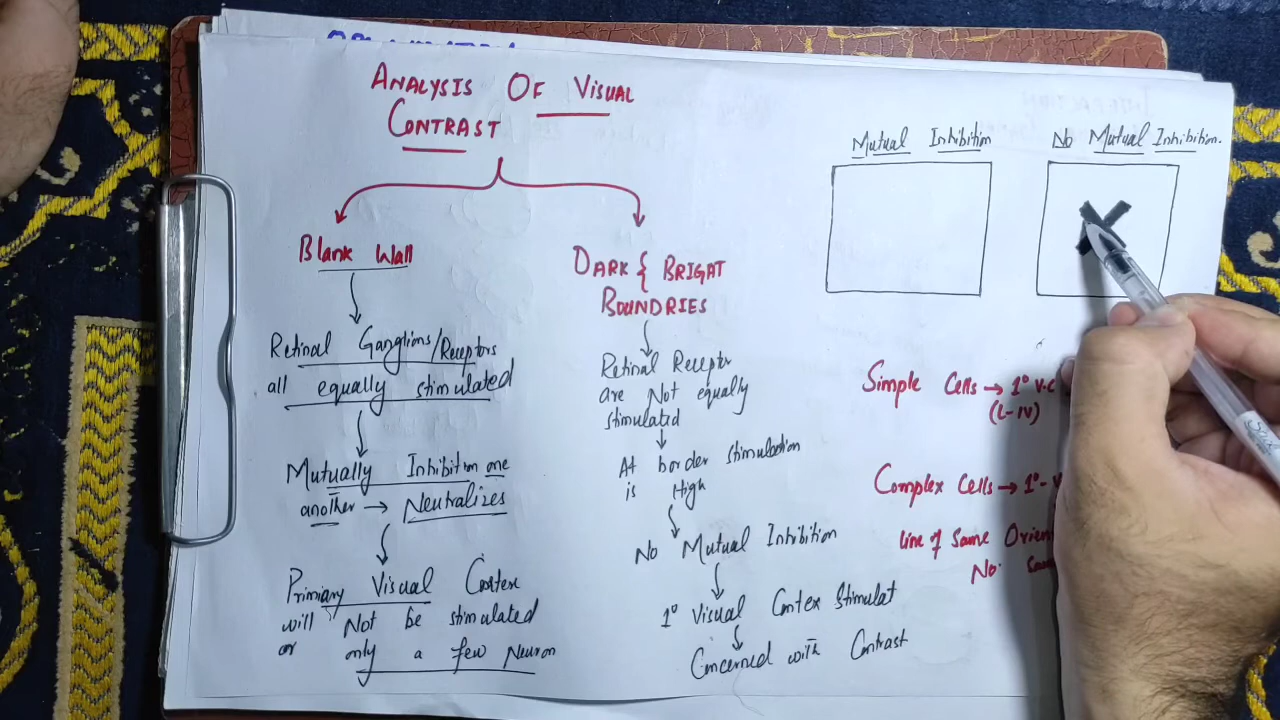 ANALYSIS OF VISUAL
CONTRAST
Blank Wall
Retinal Ganglions/Receptors
all equally stimulated
Mutually Inhibition one
another → Neutralizes
Primiary Visual Cortex
will Not be stimulated
or only a few Neuron
DARK & BRIGAT
BOUNDRIES
Retinal Receptor
are Not equally
stimulated
At border stimulation
is High
No Mutual Inhibition
1° Visual Cortex Stimulat
Concerned with Contrast
Mutual Inhibition
No Mutual Inhibition.
Simple Cells → 1° V.C
(L-IV)
Complex Cells → 1°-V
line of Same Orien
No.